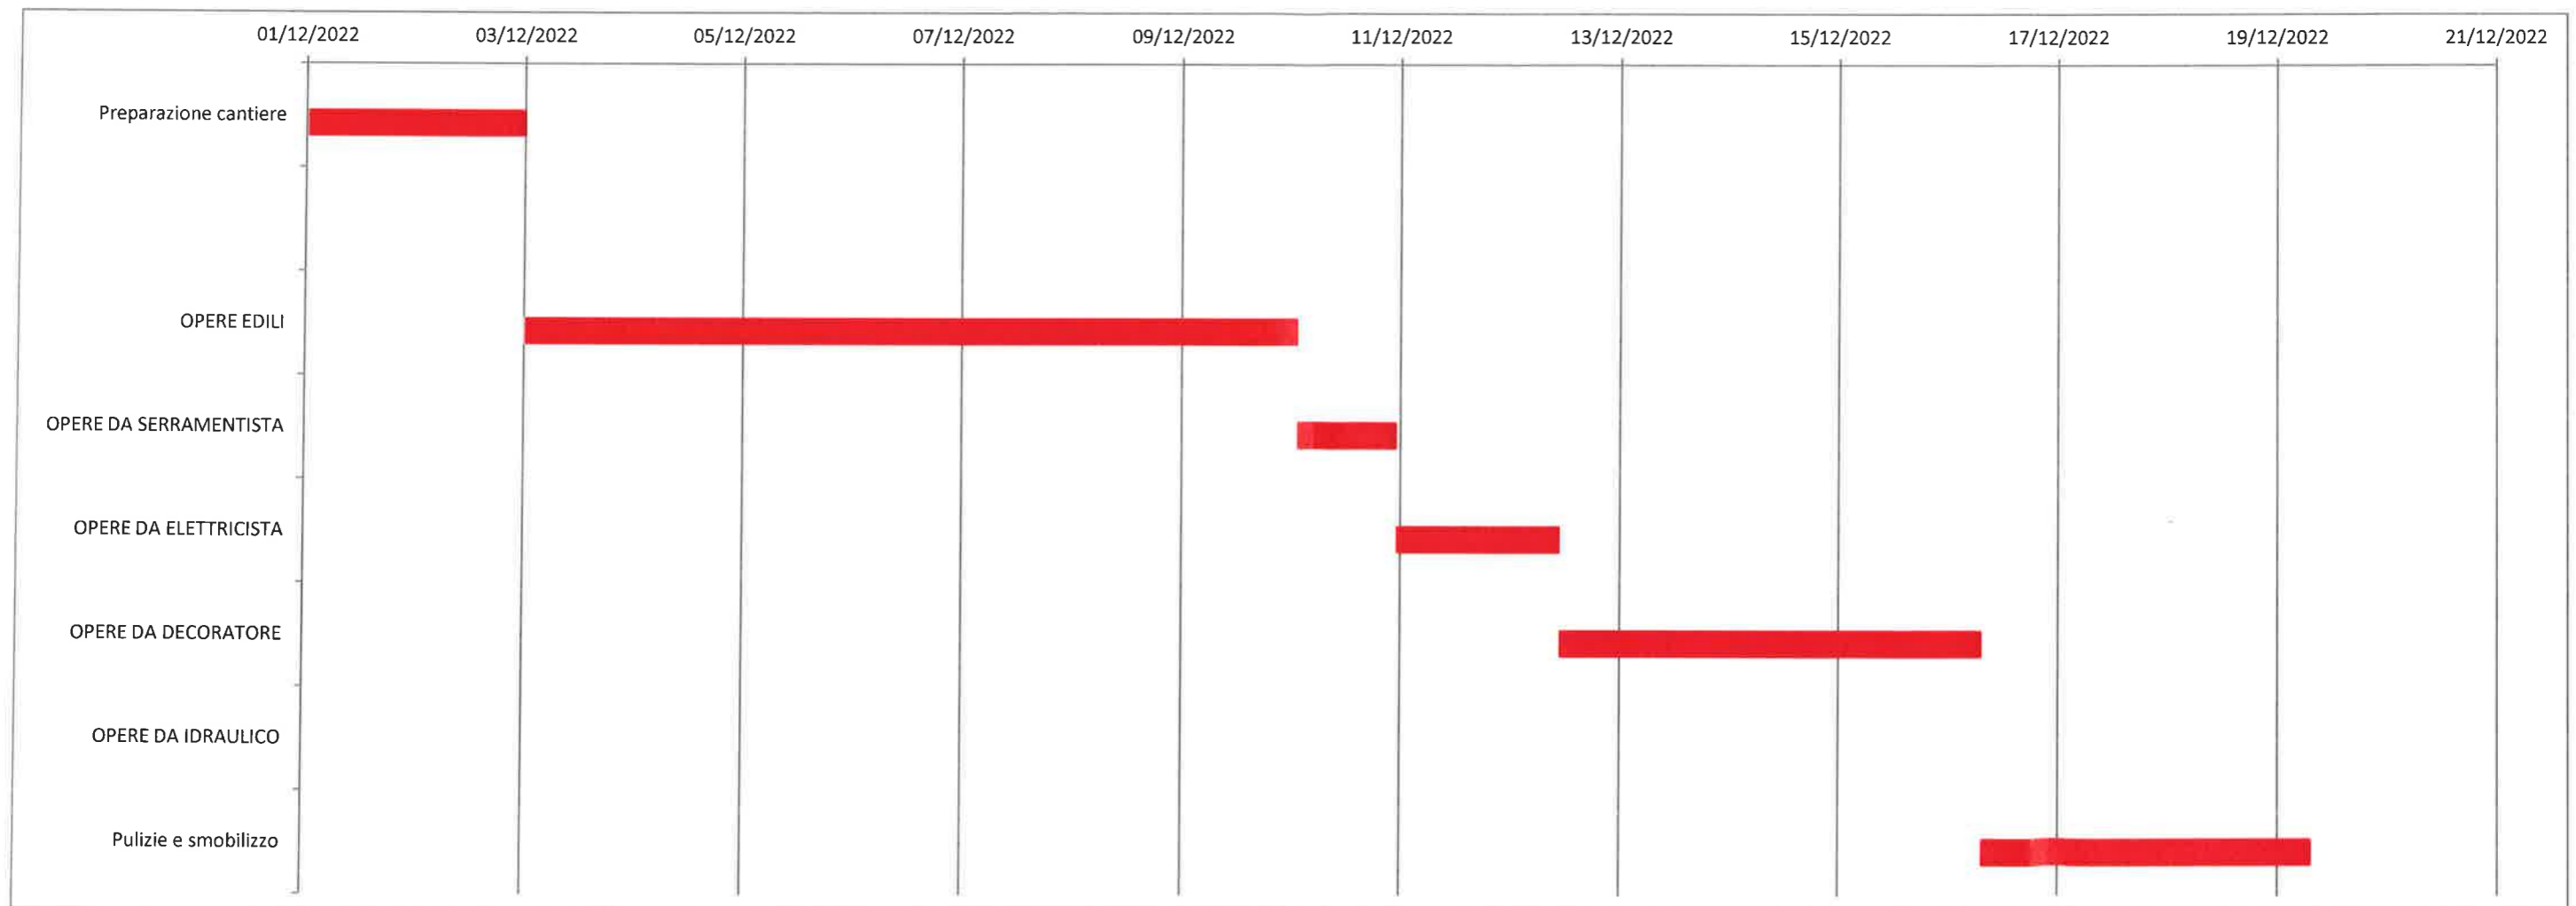 01/12/2022 03/12/2022 05/12/2022 07/12/2022 09/12/2022 11/12/2022 13/12/2022 15/12/2022 17/12/2022 19/12/2022 21/12/2022
Preparazione cantiere
OPERE EDILI
OPERE DA SERRAMENTISTA
OPERE DA ELETTRICISTA
OPERE DA DECORATORE
OPERE DA IDRAULICO
Pulizie e smobilizzo